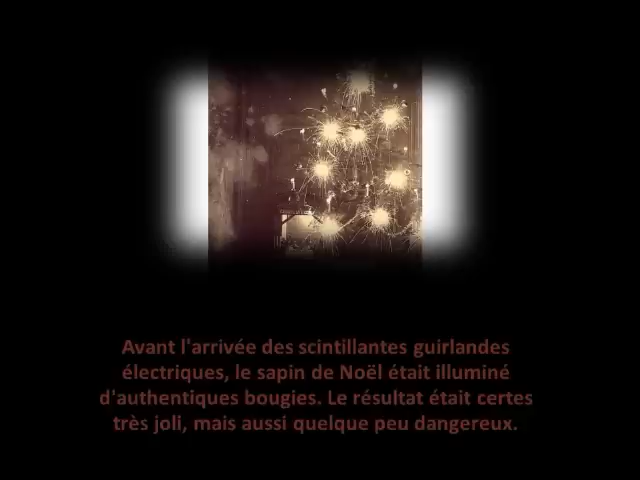 Avant l'arrivée des scintillantes guirlandes
électriques, le sapin de Noël était illuminé
d'authentiques bougies. Le résultat était certes
très joli, mais aussi quelque peu dangereux.